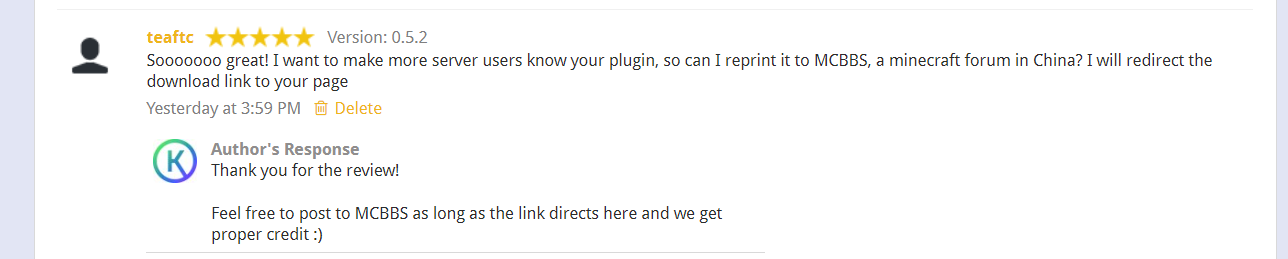 teaftc Version: 0.5.2
Sooooooo great! I want to make more server users know your plugin, so can I reprint it to MCBBS, a minecraft forum in China? I will redirect the
download link to your page
Yesterday at 3:59 PM Delete
K
Author's Response
Thank you for the review!
Feel free to post to MCBBS as long as the link directs here and we get
proper credit :)